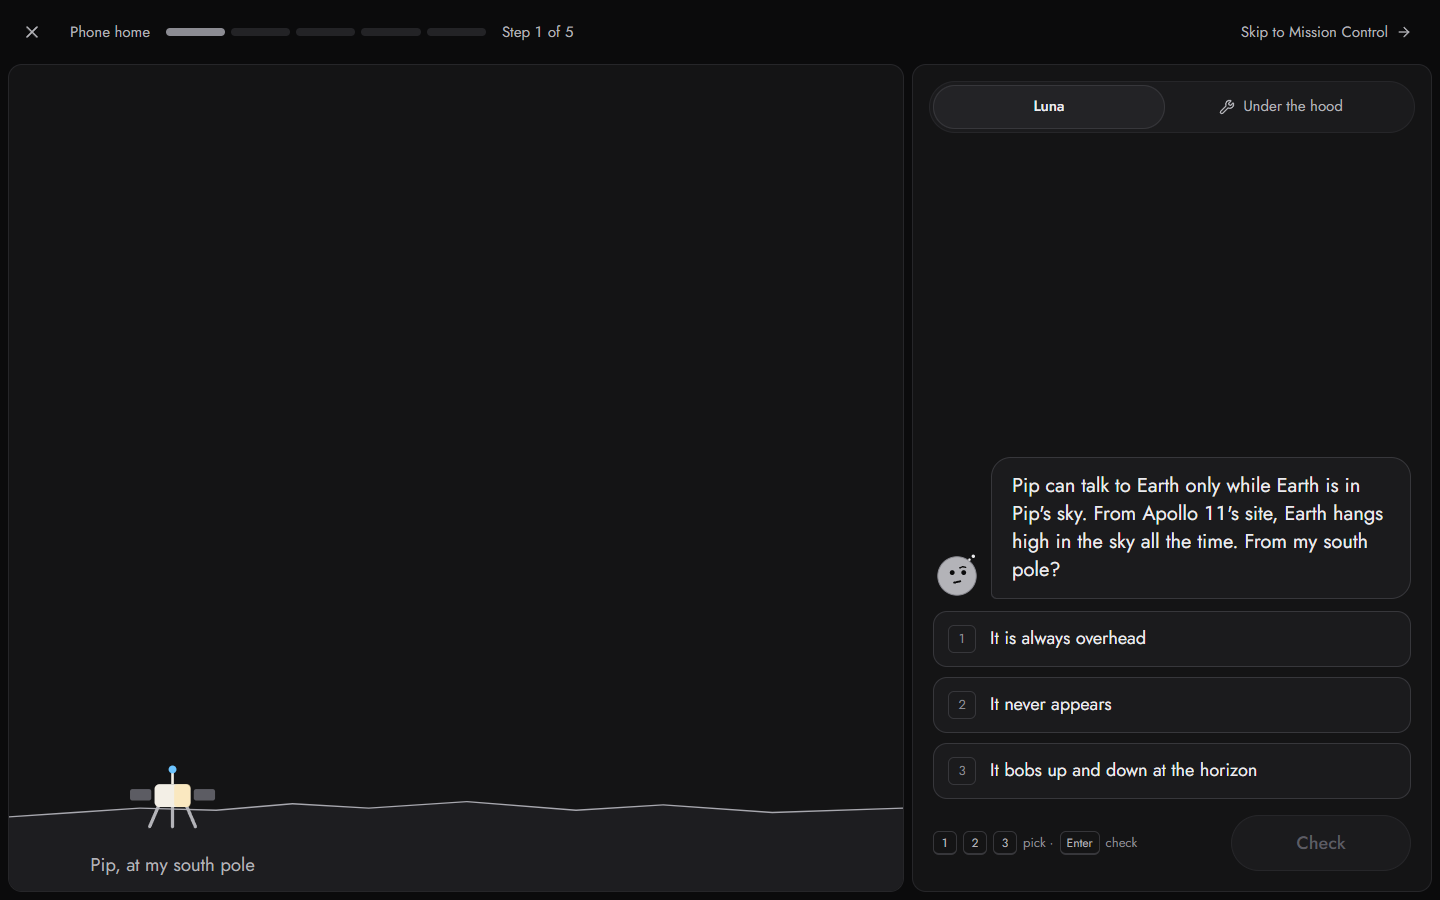 Phone home
Step 1 of 5
Skip to Mission Control
Luna
Under the hood
Pip can talk to Earth only while Earth is in
Pip's sky. From Apollo 11's site, Earth hangs
high in the sky all the time. From my south
pole?
1 It is always overhead
2 It never appears
3 It bobs up and down at the horizon
1 2 3 pick · Enter check
Check
Pip, at my south pole